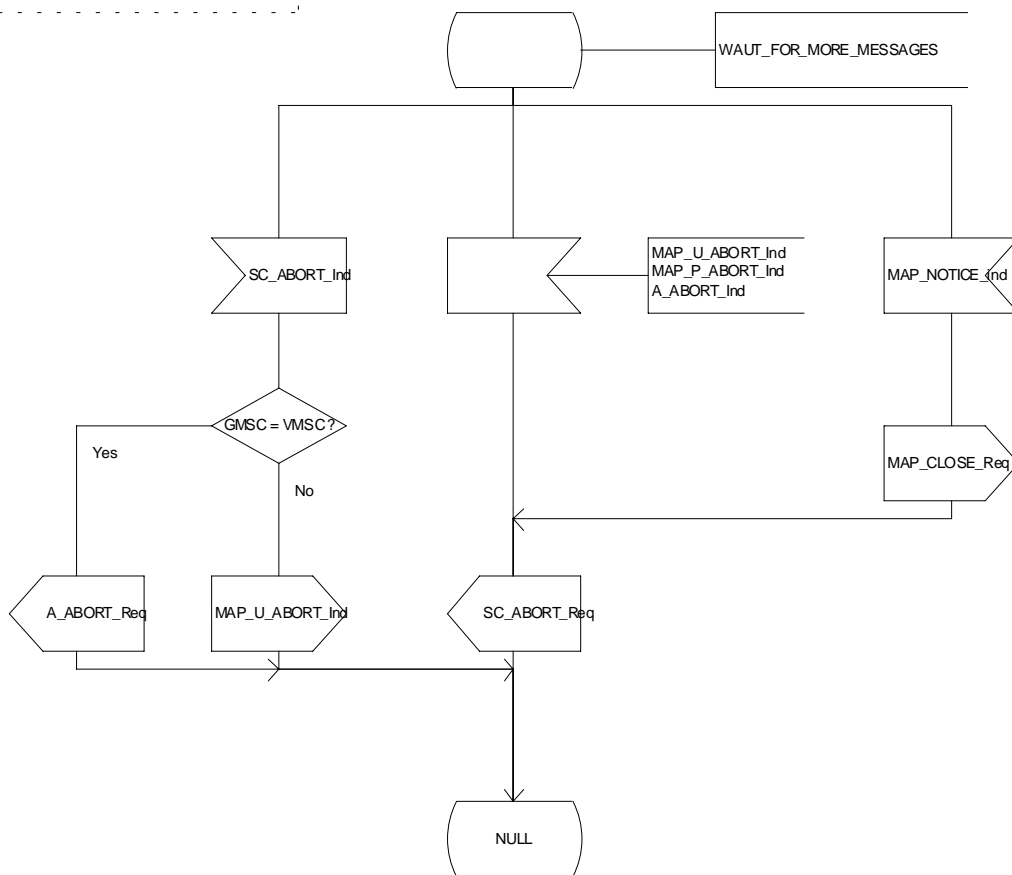 WAUT_FOR_MORE_MESSAGES
SC_ABORT_Ind
MAP_U_ABORT_Ind
MAP_P_ABORT_Ind
A_ABORT_Ind
MAP_NOTICE_Ind
GMSC = VMSC?
Yes
No
MAP_CLOSE_Req
A_ABORT_Req
MAP_U_ABORT_Ind
SC_ABORT_Req
NULL